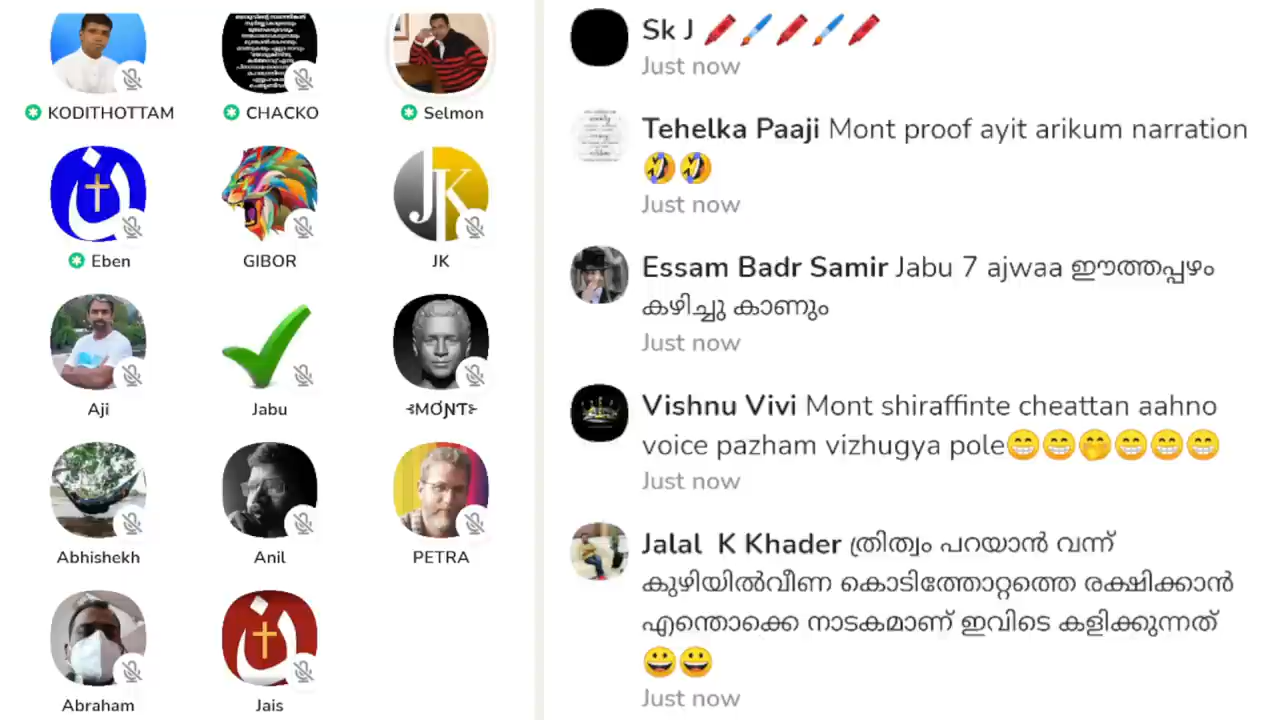 KODITHOTTAM
CHACKO
Selmon
Eben
GIBOR
JK
JK
Aji
Jabu
⊰MƠƝƬ⊱
Abhishekh
Anil
PETRA
Abraham
Jais
Sk J 🖍️🖌️🖍️🖌️🖍️
Just now
Tehelka Paaji Mont proof ayit arikum narration
🤣🤣
Just now
Essam Badr Samir Jabu 7 ajwaa ഈത്തപ്പഴം
കഴിച്ചു കാണും
Just now
Vishnu Vivi Mont shiraffinte cheattan aahno
voice pazham vizhugya pole😁😁🤭😁😁😁
Just now
Jalal K Khader ത്രിത്വം പറയാൻ വന്ന്
കുഴിയിൽവീണ കൊടിത്തോറ്റത്തെ രക്ഷിക്കാൻ
എന്തൊക്കെ നാടകമാണ് ഇവിടെ കളിക്കുന്നത്
😀😀
Just now